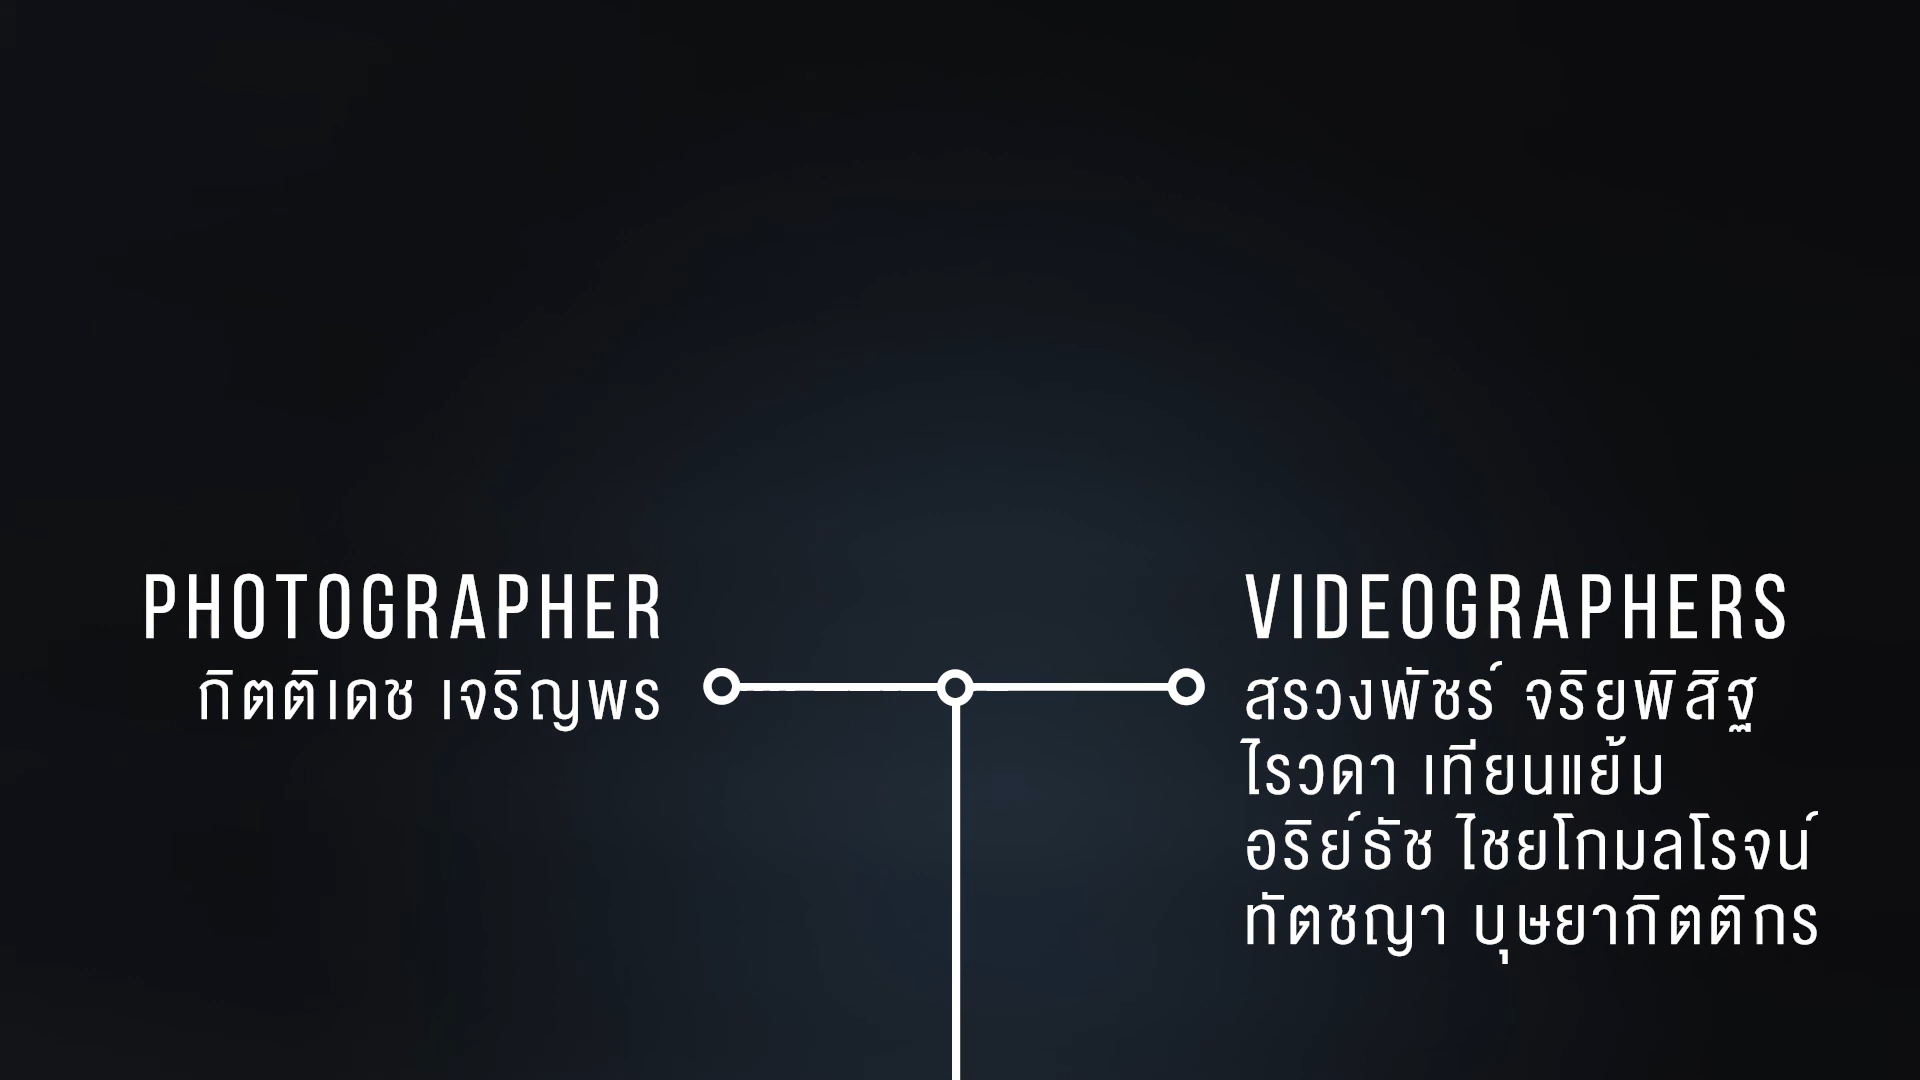 PHOTOGRAPHER
กิตติเดช เจริญพร
VIDEOGRAPHERS
สรวงพัชร์ จริยพิสิฐ
ไรวดา เทียนแย้ม
อริย์ธัช ไชยโกมลโรจน์
ทัตชญา บุษยากิตติกร